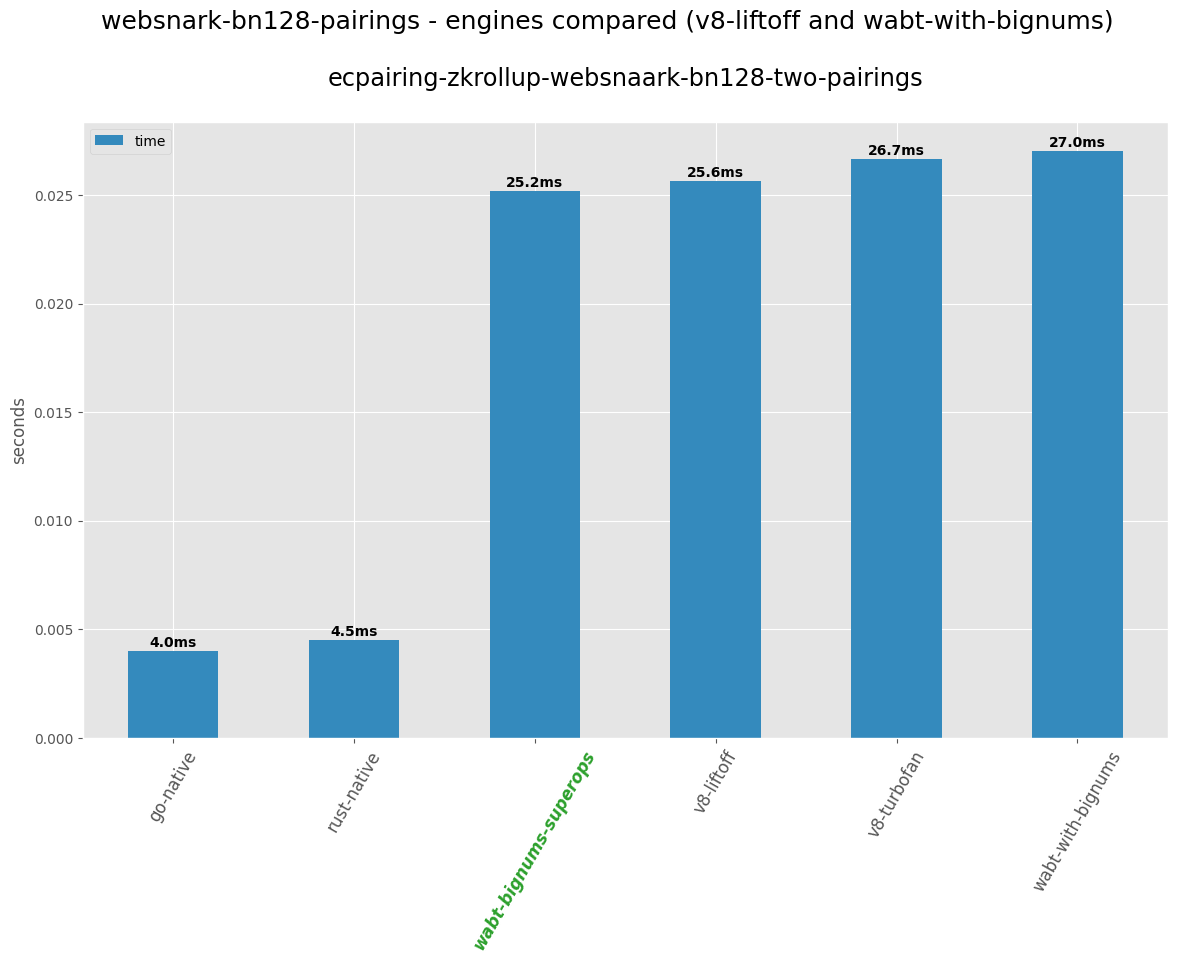 websnark-bn128-pairings - engines compared (v8-liftoff and wabt-with-bignums)
ecpairing-zkrollup-websnaark-bn128-two-pairings
time
25.2ms
25.6ms
26.7ms
27.0ms
4.0ms
4.5ms
seconds
0.025
0.020
0.015
0.010
0.005
0.000
go-native
rust-native
wabt-bignums-superops
v8-liftoff
v8-turbofan
wabt-with-bignums